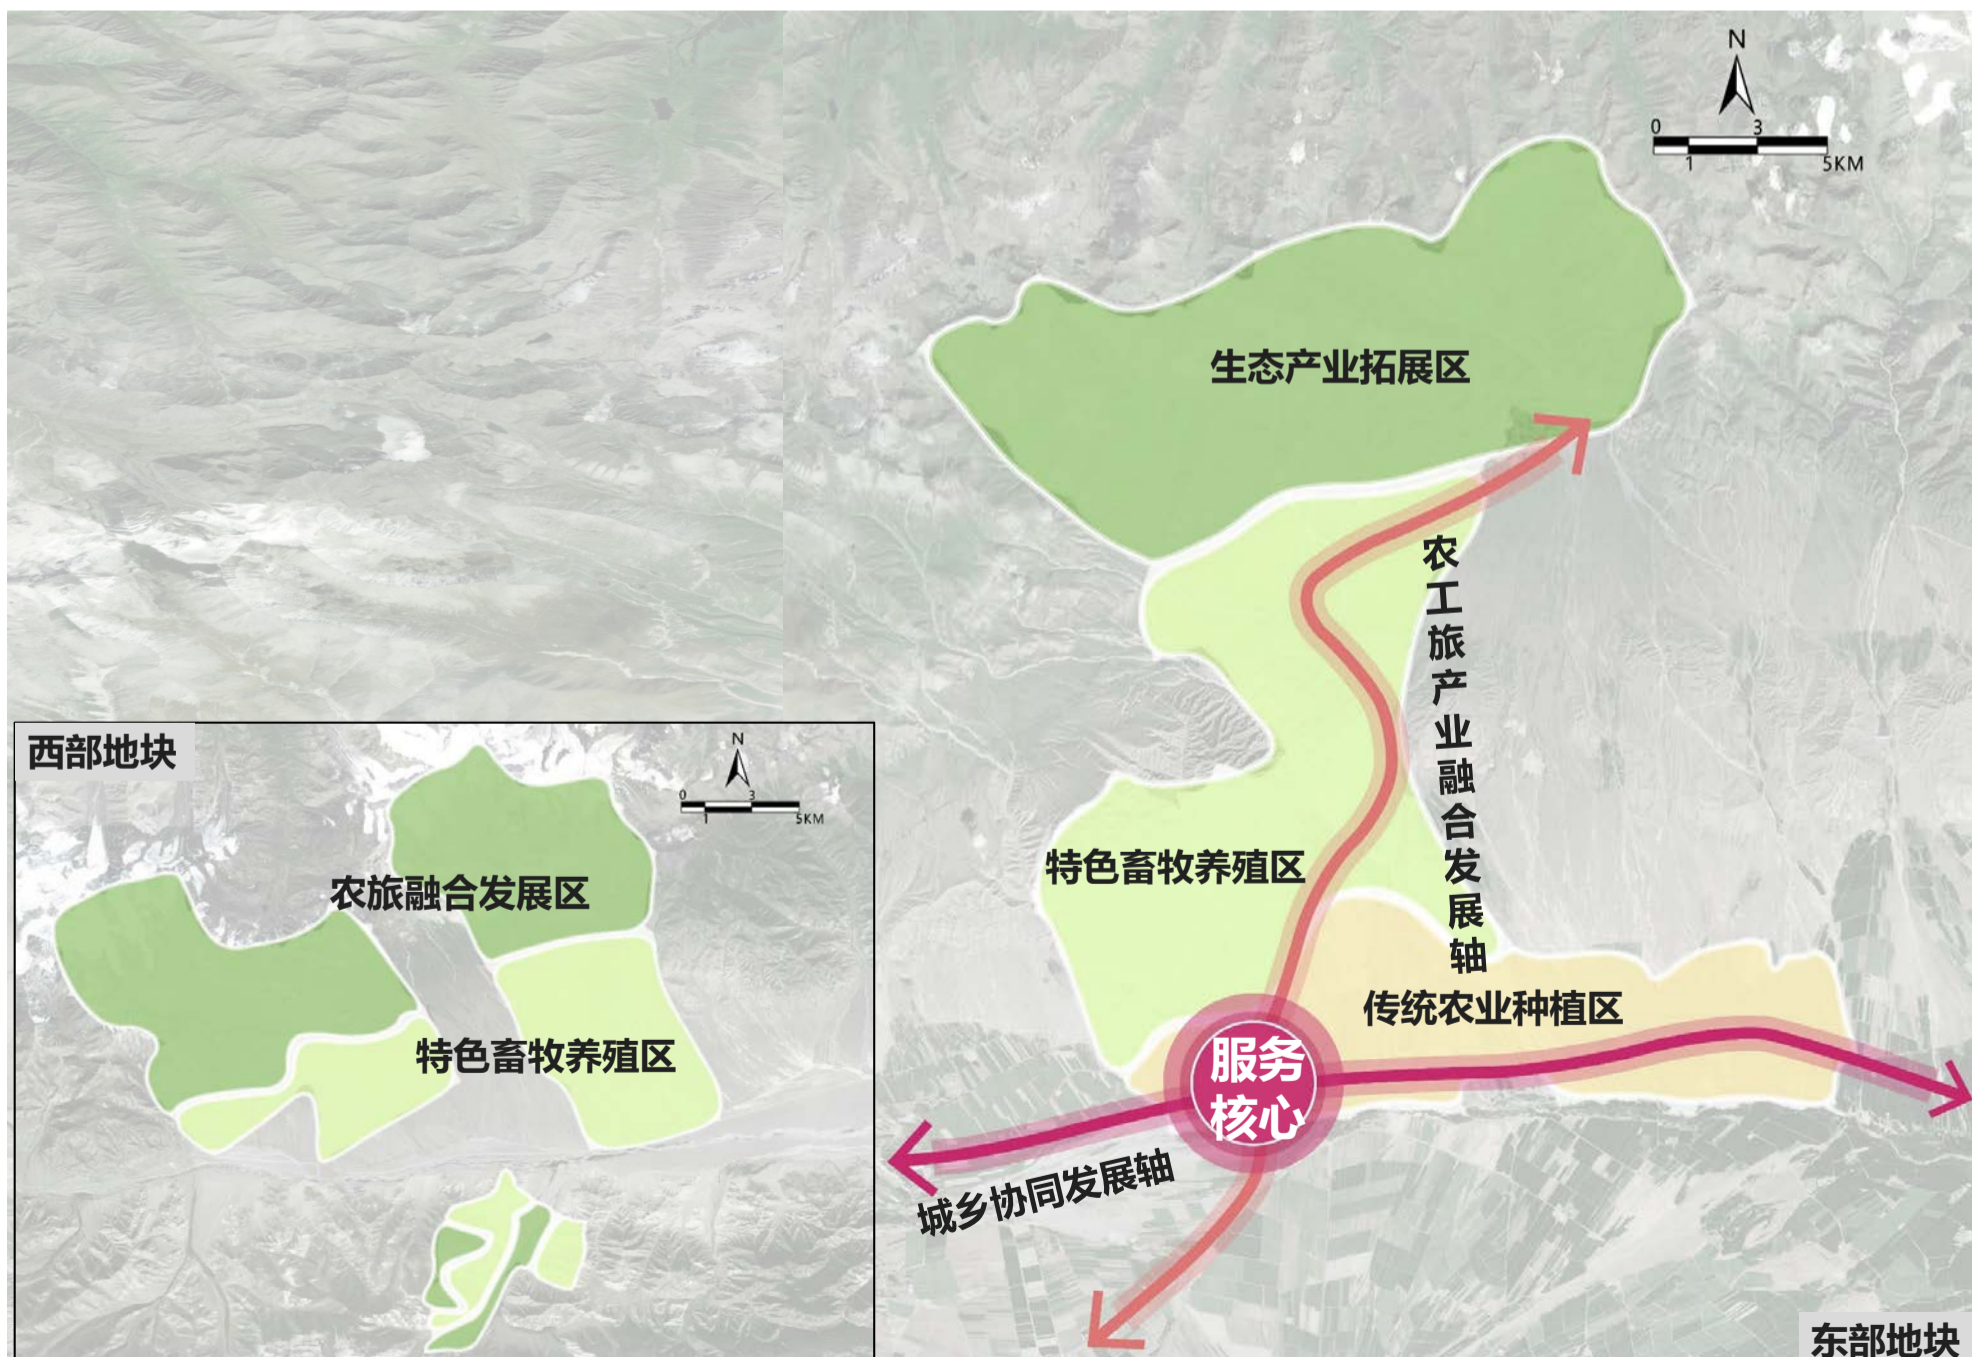 N
0 3
1 5KM
生态产业拓展区
农工旅产业融合发展轴
西部地块
N
0 3
1 5KM
农旅融合发展区
特色畜牧养殖区
特色畜牧养殖区
传统农业种植区
服务
核心
城乡协同发展轴
东部地块